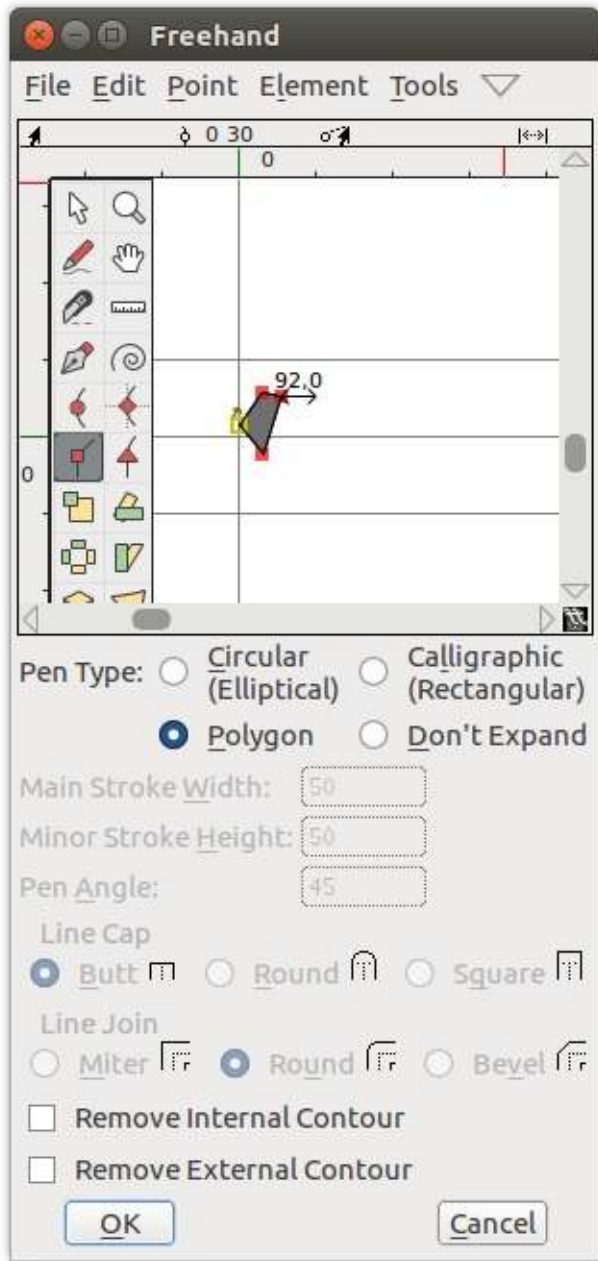 Freehand
File Edit Point Element Tools
0 30
0
92,0
0
Pen Type: Circular (Elliptical) Calligraphic (Rectangular)
Polygon Don't Expand
Main Stroke Width: 50
Minor Stroke Height: 50
Pen Angle: 45
Line Cap
Butt Round Square
Line Join
Miter Round Bevel
Remove Internal Contour
Remove External Contour
OK Cancel